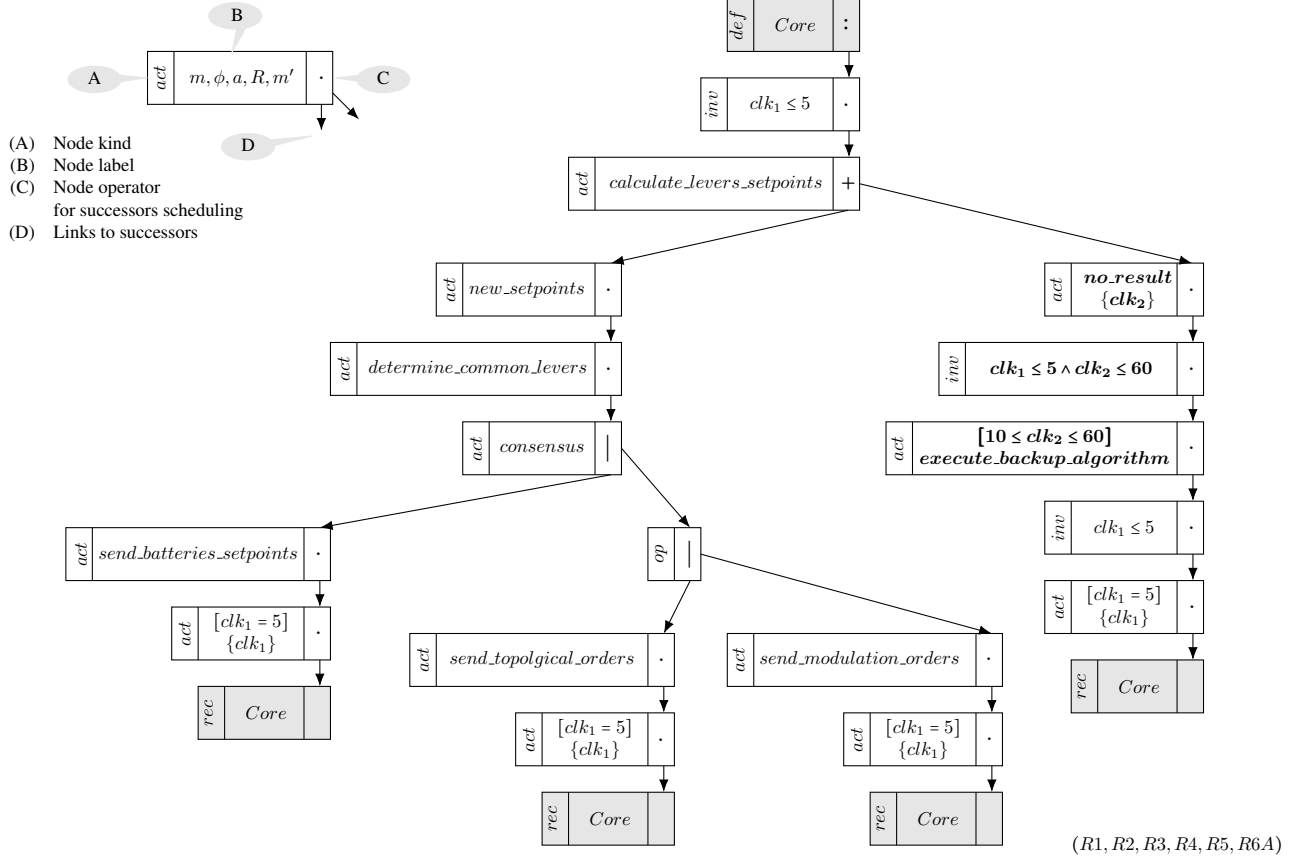 B
A
act m, ϕ, a, R, m′ ·
C
D
(A) Node kind
(B) Node label
(C) Node operator
for successors scheduling
(D) Links to successors
def Core :
inv clk₁ ≤ 5 ·
act calculate_levers_setpoints +
act new_setpoints ·
act no_result
{clk₂} ·
act determine_common_levers ·
inv clk₁ ≤ 5 ∧ clk₂ ≤ 60 ·
act consensus |
act [10 ≤ clk₂ ≤ 60]
execute_backup_algorithm ·
act send_batteries_setpoints ·
op |
inv clk₁ ≤ 5 ·
act [clk₁ = 5]
{clk₁} ·
act [clk₁ = 5]
{clk₁} ·
act send_topolgical_orders ·
act send_modulation_orders ·
rec Core
rec Core
act [clk₁ = 5]
{clk₁} ·
act [clk₁ = 5]
{clk₁} ·
rec Core
rec Core
(R1, R2, R3, R4, R5, R6A)